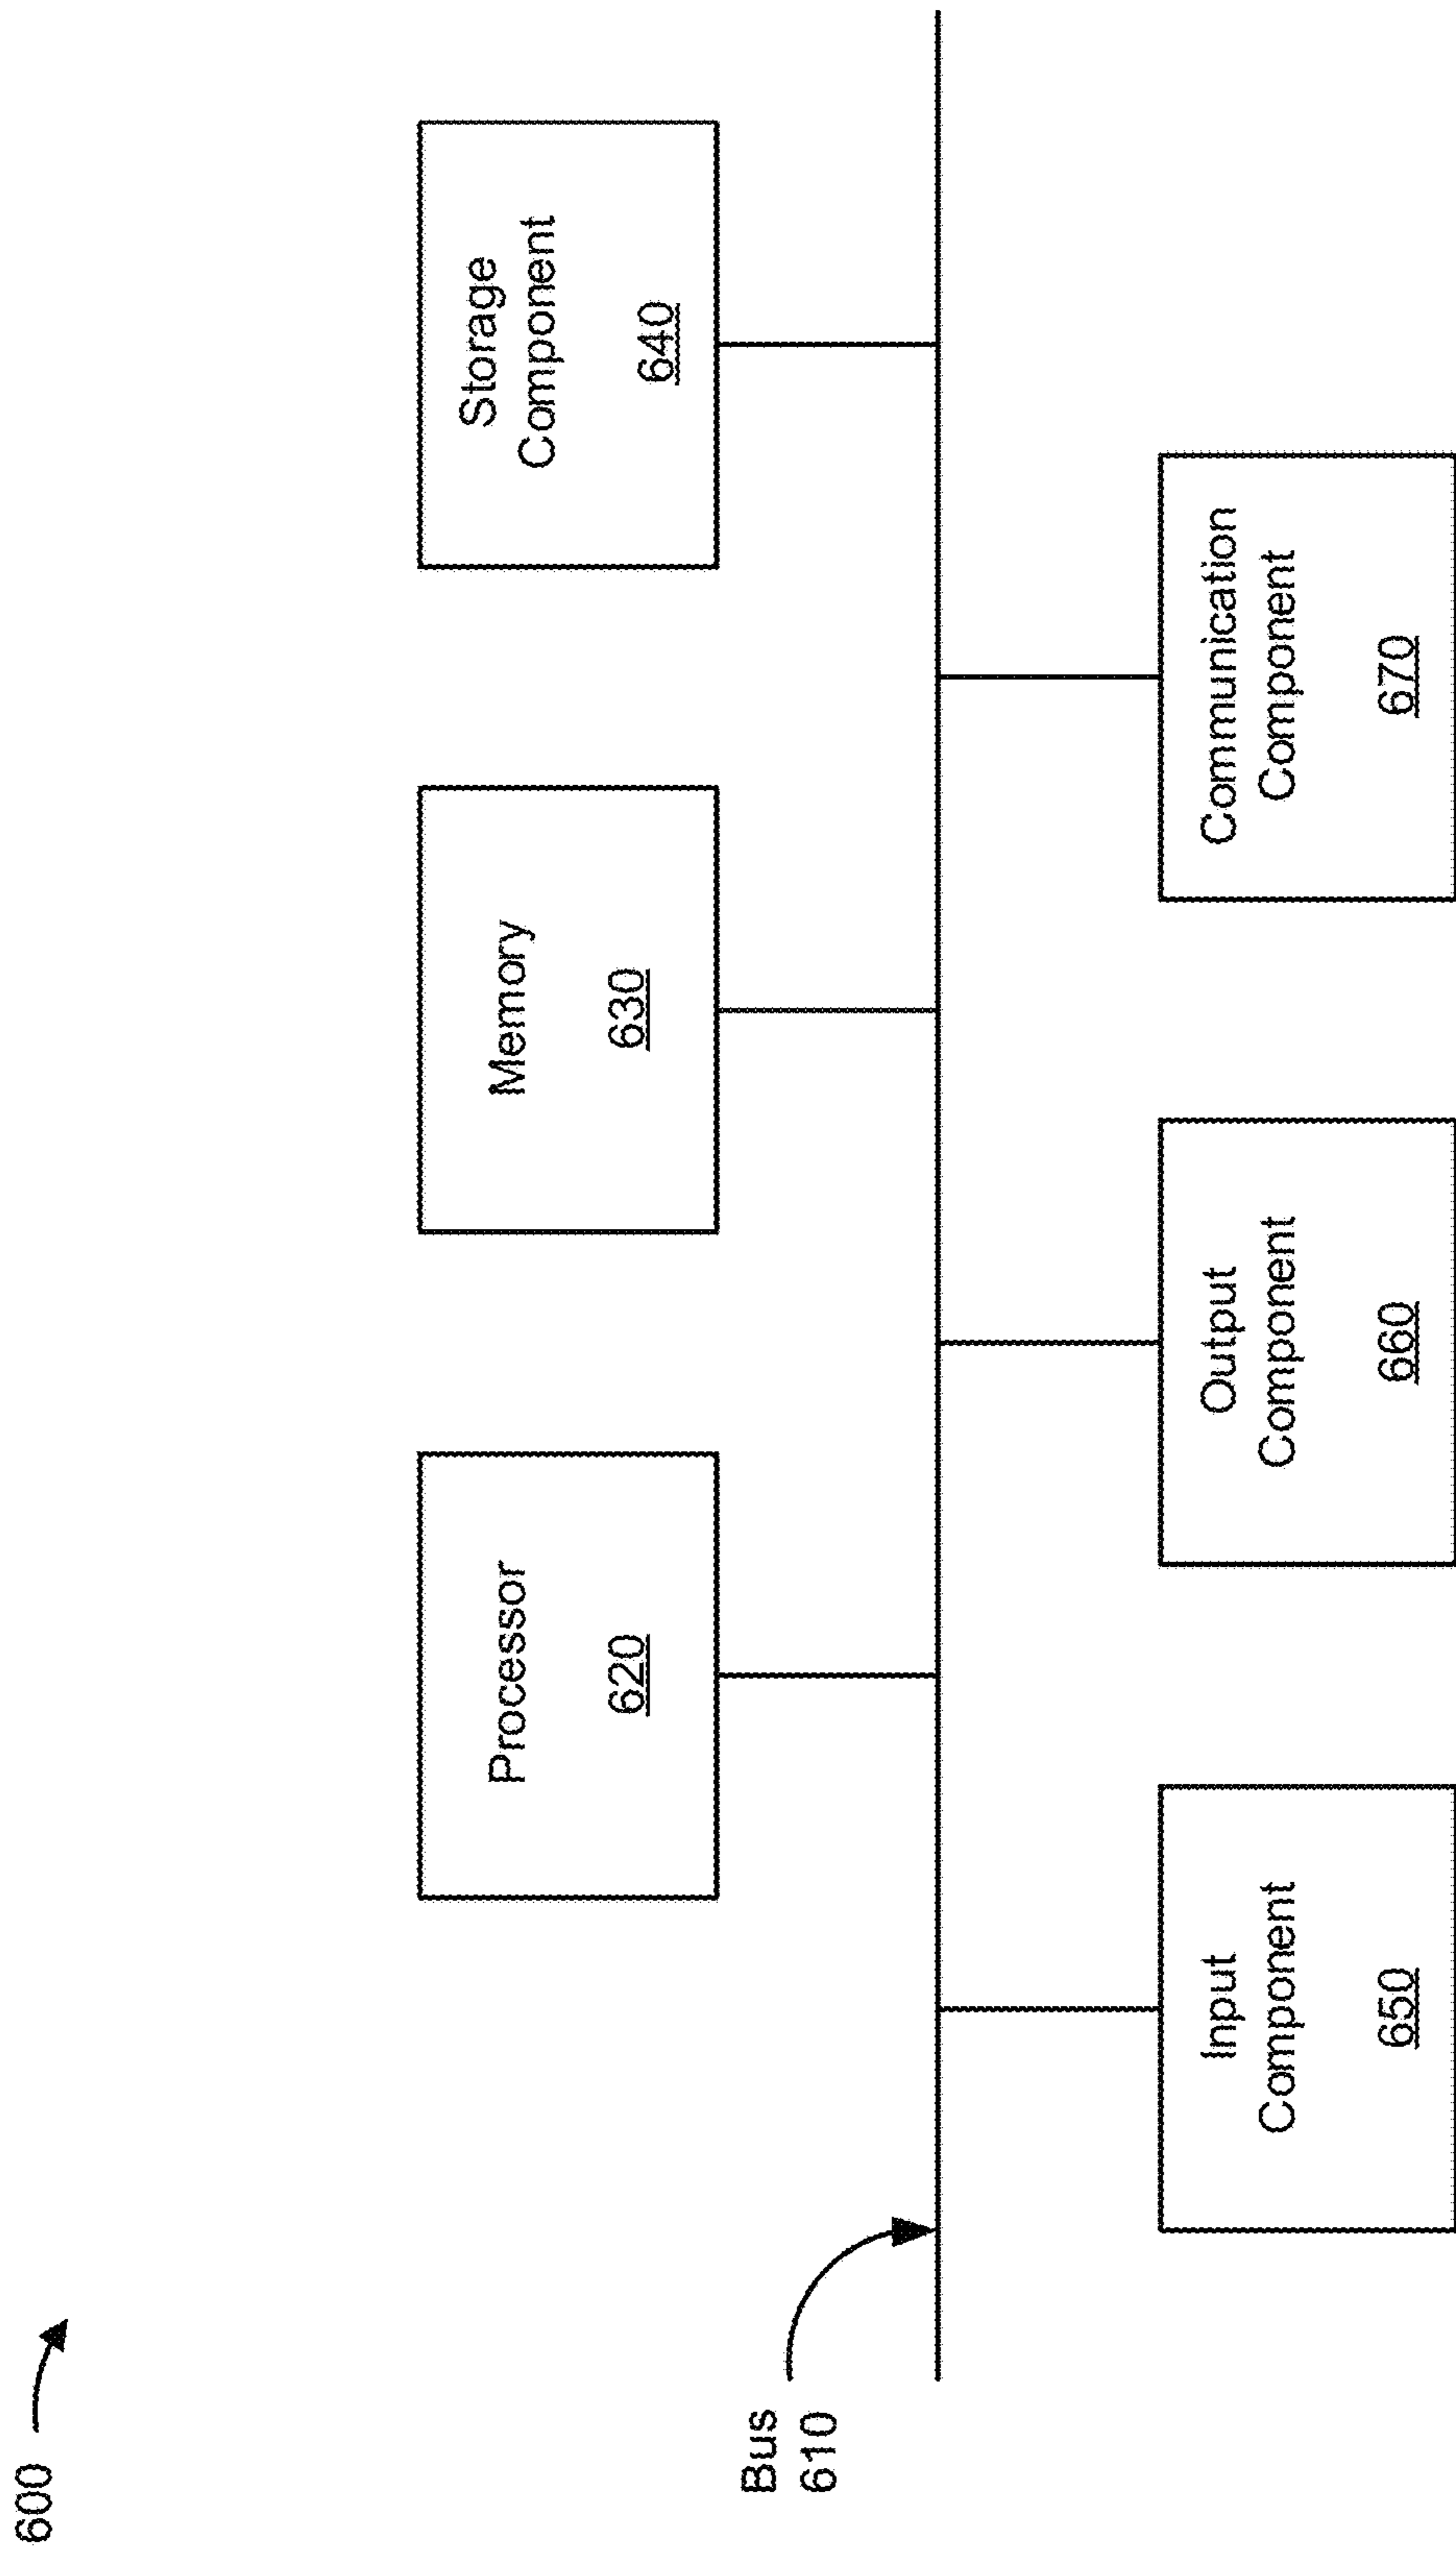 600
Bus
610
Processor
620
Memory
630
Storage
Component
640
Input
Component
650
Output
Component
660
Communication
Component
670